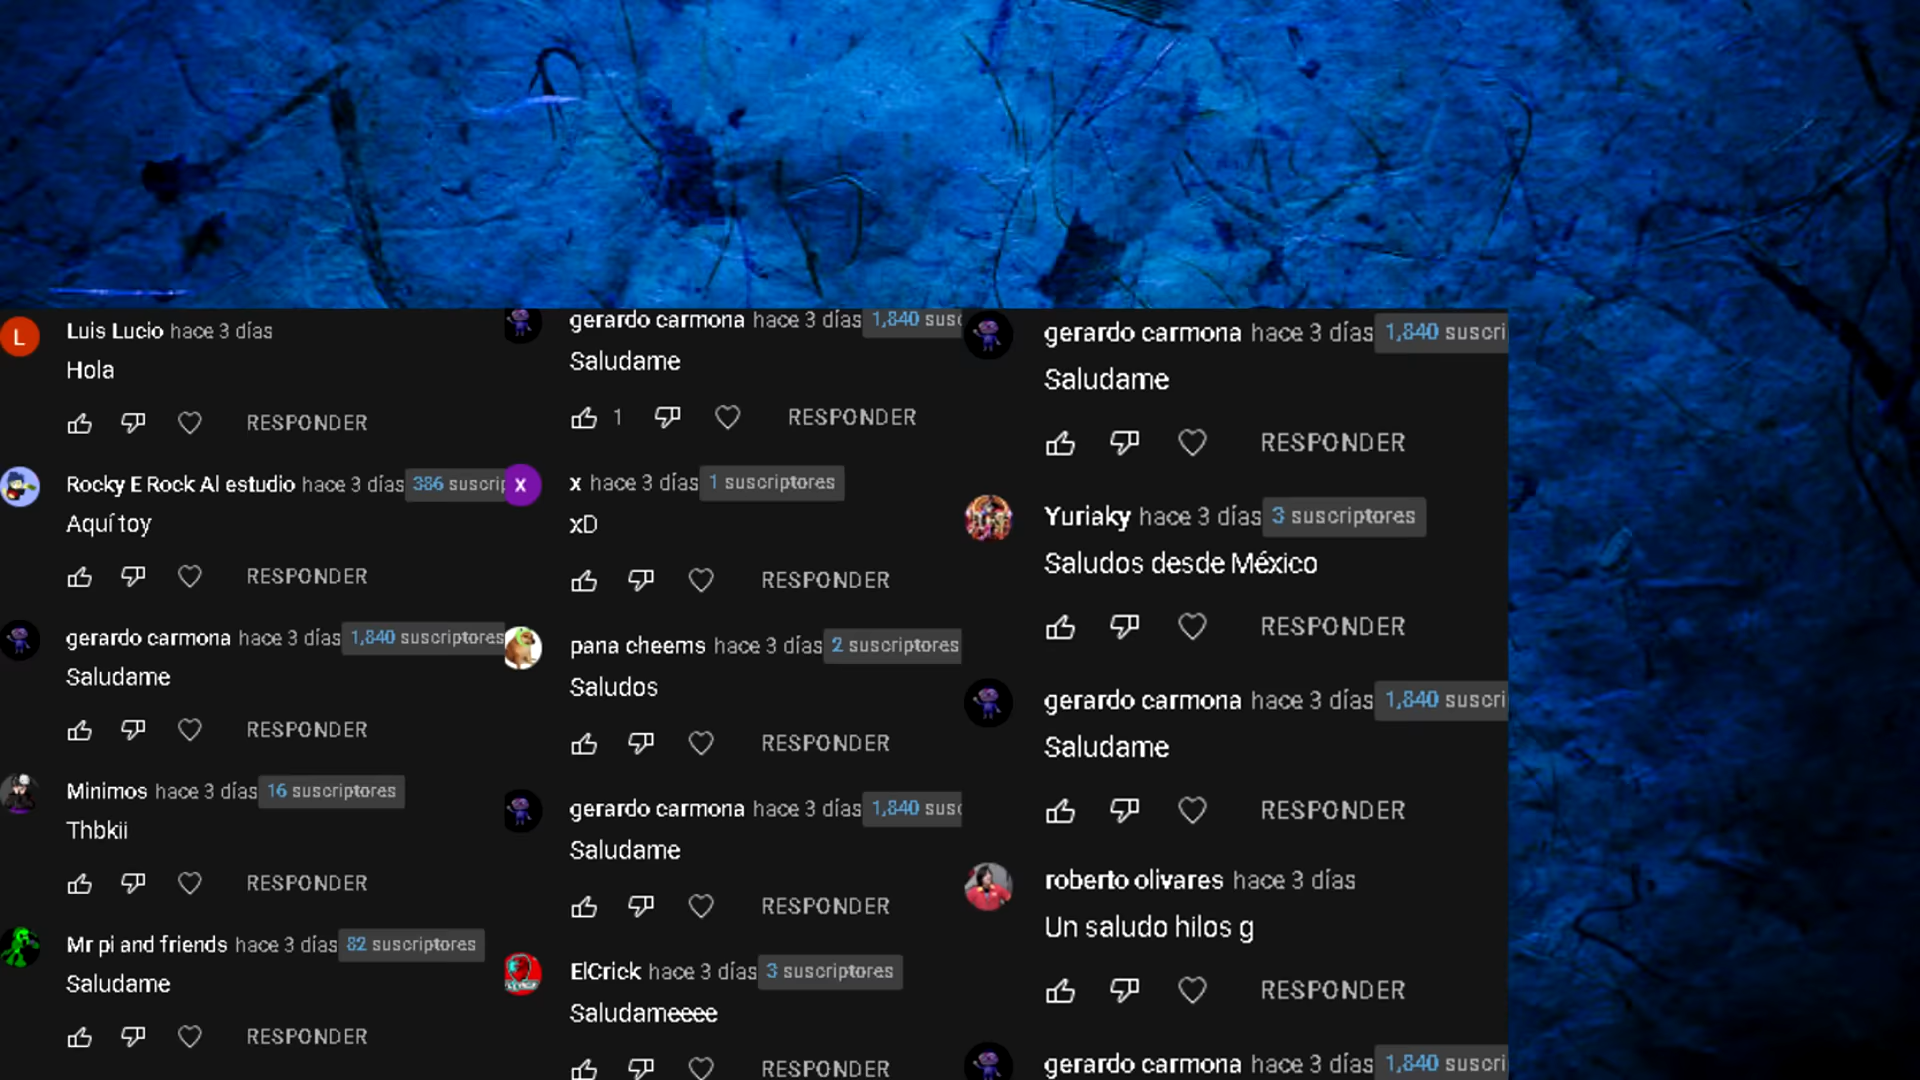 L
Luis Lucio hace 3 días
Hola
RESPONDER
Rocky E Rock Al estudio hace 3 días 386 suscrip
Aquí toy
RESPONDER
gerardo carmona hace 3 días 1,840 suscriptores
Saludame
RESPONDER
Minimos hace 3 días 16 suscriptores
Thbkii
RESPONDER
Mr pi and friends hace 3 días 82 suscriptores
Saludame
RESPONDER
gerardo carmona hace 3 días 1,840 susc
Saludame
1 RESPONDER
x
x hace 3 días 1 suscriptores
xD
RESPONDER
pana cheems hace 3 días 2 suscriptores
Saludos
RESPONDER
gerardo carmona hace 3 días 1,840 susc
Saludame
RESPONDER
ElCrick hace 3 días 3 suscriptores
Saludameeee
RESPONDER
gerardo carmona hace 3 días 1,840 suscri
Saludame
RESPONDER
Yuriaky hace 3 días 3 suscriptores
Saludos desde México
RESPONDER
gerardo carmona hace 3 días 1,840 suscri
Saludame
RESPONDER
roberto olivares hace 3 días
Un saludo hilos g
RESPONDER
gerardo carmona hace 3 días 1,840 suscri